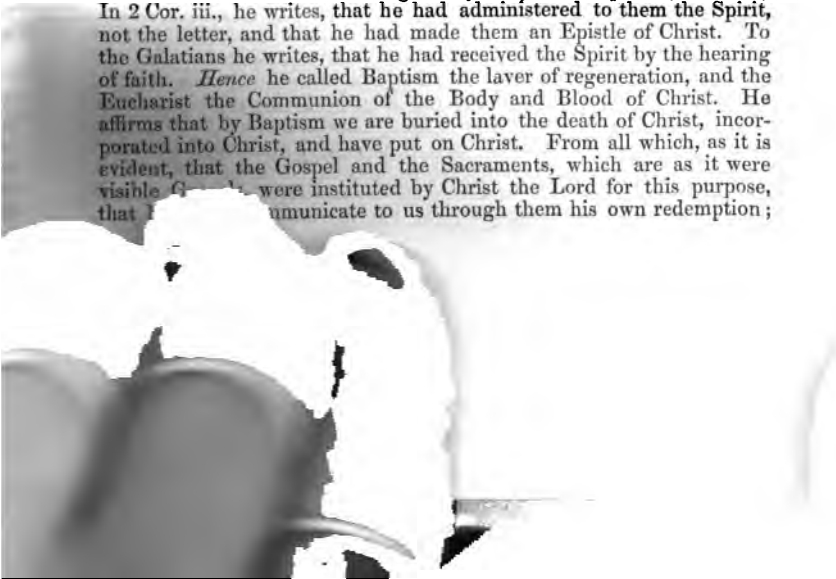 In 2 Cor. iii., he writes, that he had administered to them the Spirit,
not the letter, and that he had made them an Epistle of Christ. To
the Galatians he writes, that he had received the Spirit by the hearing
of faith. Hence he called Baptism the laver of regeneration, and the
Eucharist the Communion of the Body and Blood of Christ. He
affirms that by Baptism we are buried into the death of Christ, incor-
porated into Christ, and have put on Christ. From all which, as it is
evident, that the Gospel and the Sacraments, which are as it were
visible were instituted by Christ the Lord for this purpose,
that to us through them his own redemption;